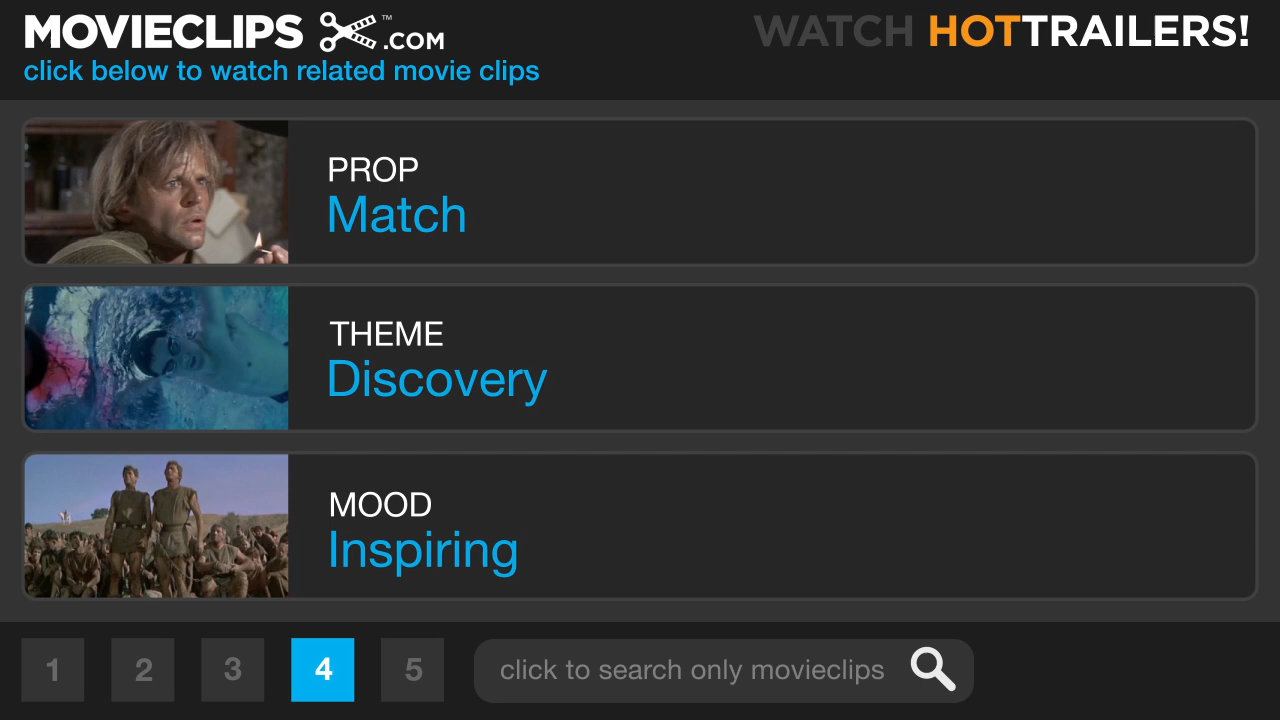 MOVIECLIPS ™ .COM
WATCH HOTTRAILERS!
click below to watch related movie clips
PROP
Match
THEME
Discovery
MOOD
Inspiring
1 2 3 4 5
click to search only movieclips